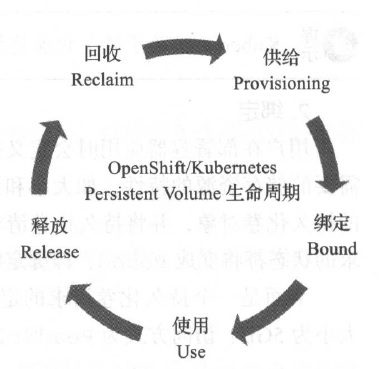 回收
Reclaim
供给
Provisioning
OpenShift/Kubernetes
Persistent Volume 生命周期
绑定
Bound
释放
Release
使用
Use